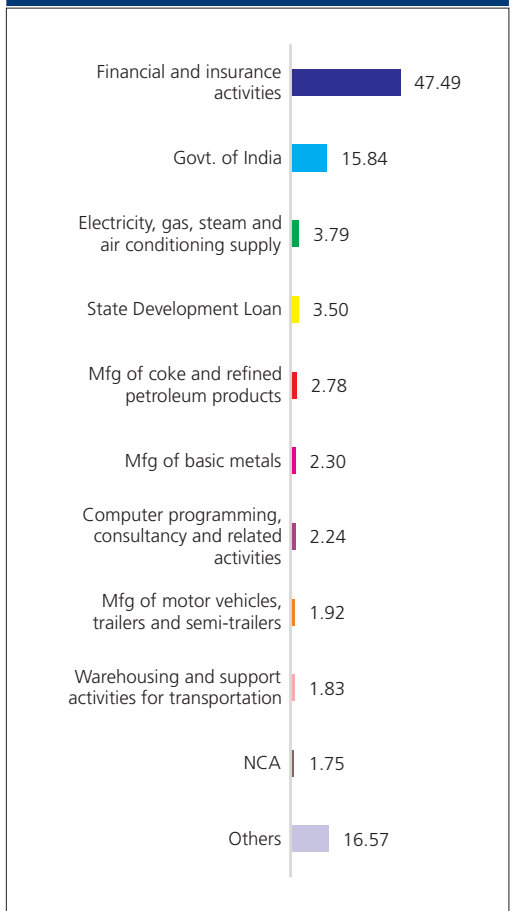 Financial and insurance
activities
47.49
Govt. of India
15.84
Electricity, gas, steam and
air conditioning supply
3.79
State Development Loan
3.50
Mfg of coke and refined
petroleum products
2.78
Mfg of basic metals
2.30
Computer programming,
consultancy and related
activities
2.24
Mfg of motor vehicles,
trailers and semi-trailers
1.92
Warehousing and support
activities for transportation
1.83
NCA
1.75
Others
16.57